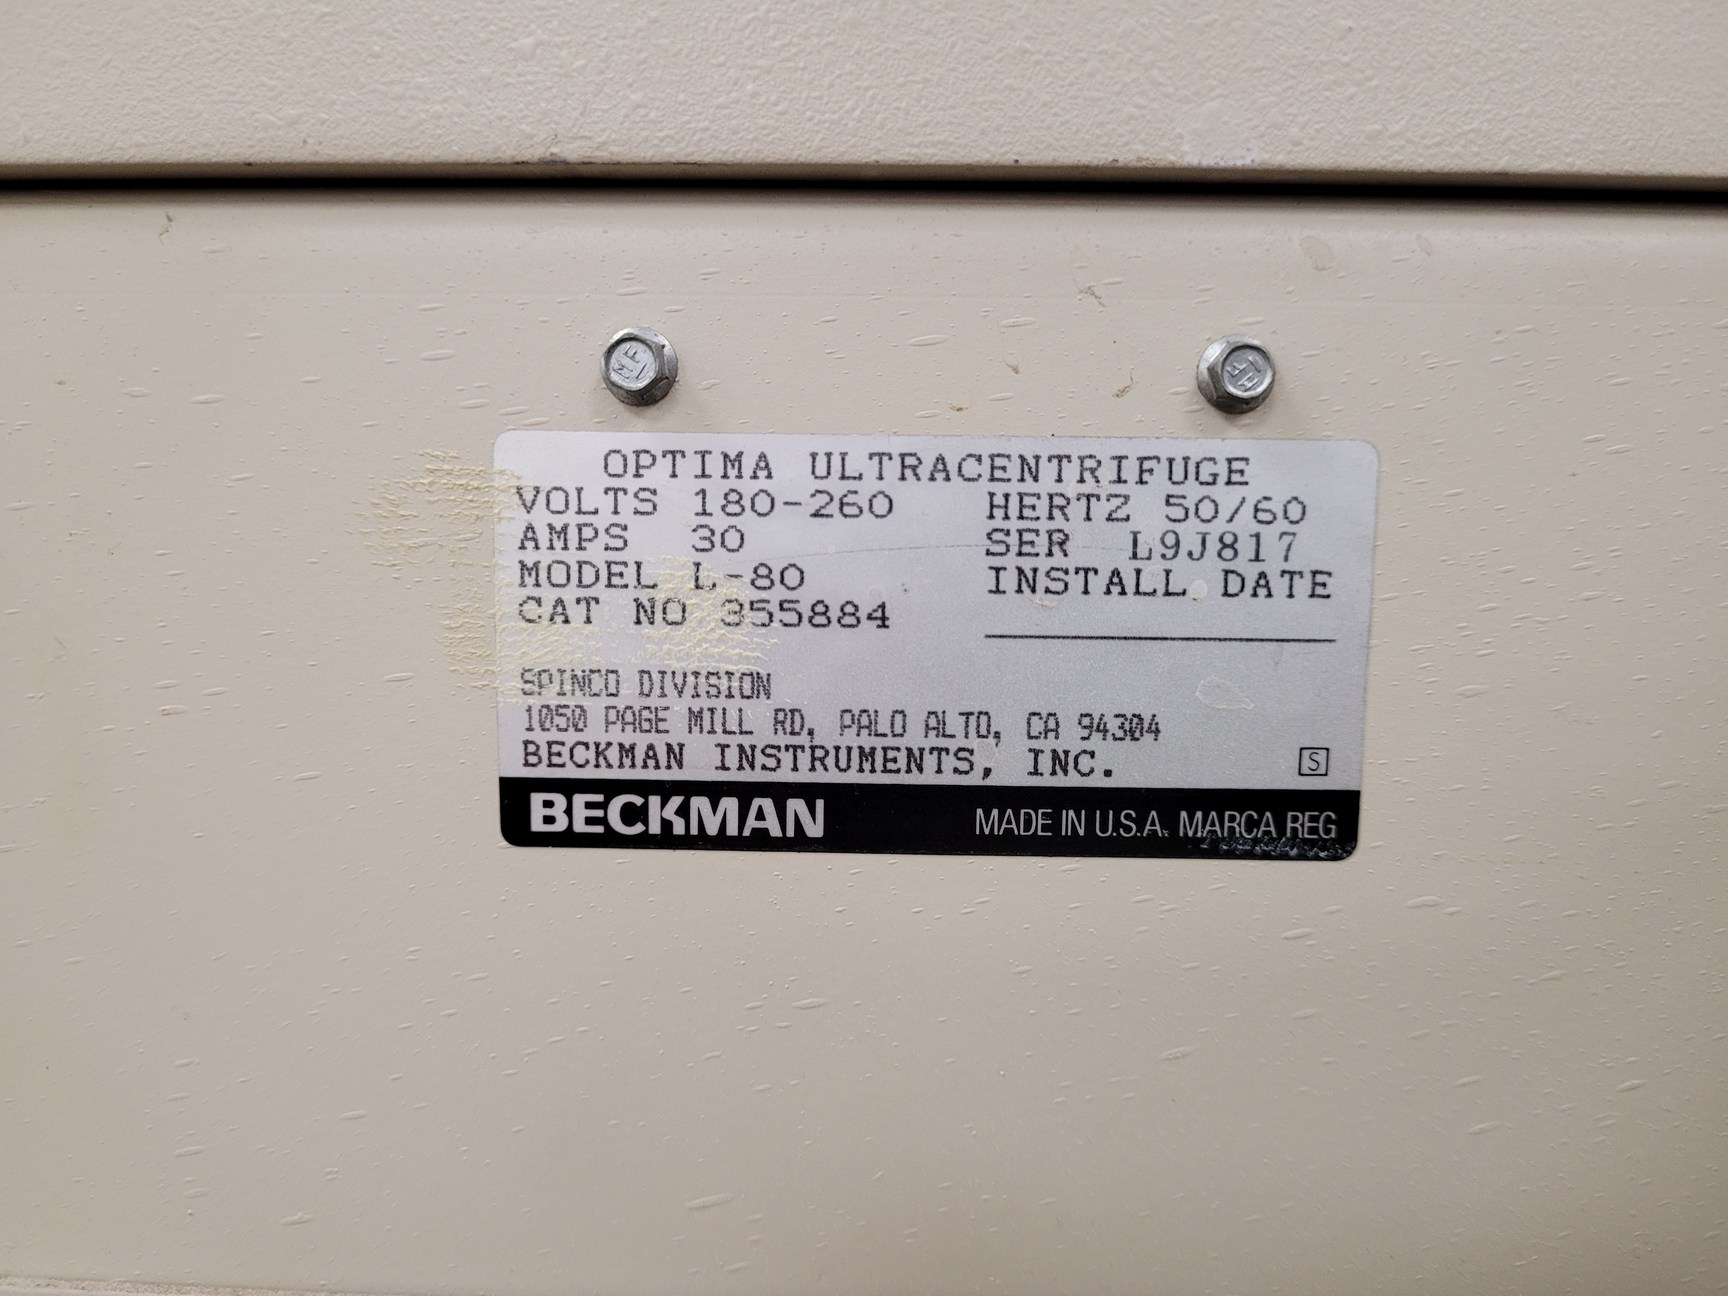 OPTIMA ULTRACENTRIFUGE
VOLTS 180-260 HERTZ 50/60
AMPS 30 SER L9J817
MODEL L-80 INSTALL DATE
CAT NO 355884
SPINCO DIVISION
1050 PAGE MILL RD, PALO ALTO, CA 94304
BECKMAN INSTRUMENTS, INC. S
BECKMAN MADE IN U.S.A. MARCA REG